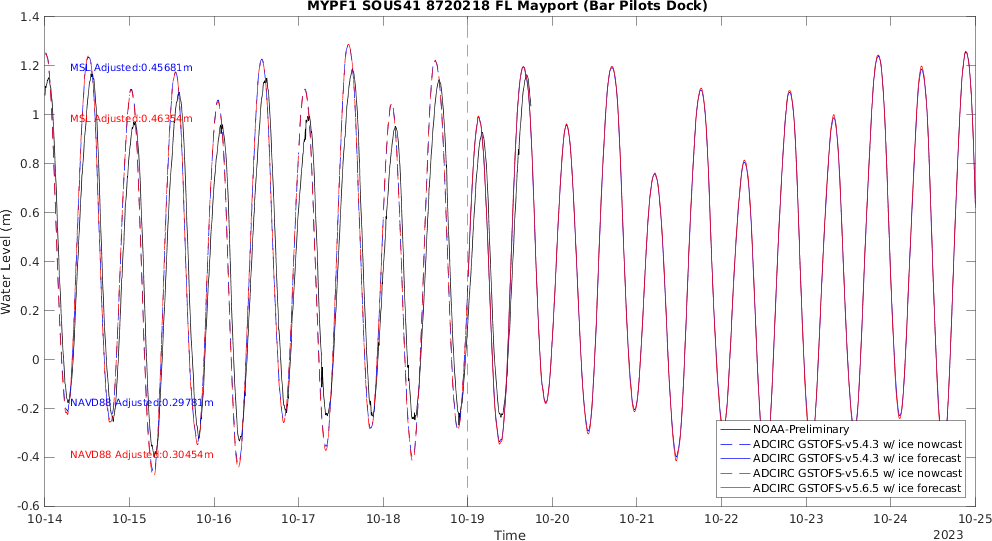 MYPF1 SOUS41 8720218 FL Mayport (Bar Pilots Dock)
1.4
1.2
1
0.8
0.6
0.4
0.2
0
-0.2
-0.4
-0.6
Water Level (m)
MSL Adjusted:0.45681m
MSL Adjusted:0.46354m
NAVD88 Adjusted:0.29781m
NAVD88 Adjusted:0.30454m
NOAA-Preliminary
ADCIRC GSTOFS-v5.4.3 w/ ice nowcast
ADCIRC GSTOFS-v5.4.3 w/ ice forecast
ADCIRC GSTOFS-v5.6.5 w/ ice nowcast
ADCIRC GSTOFS-v5.6.5 w/ ice forecast
10-14 10-15 10-16 10-17 10-18 10-19 10-20 10-21 10-22 10-23 10-24 10-25
Time
2023